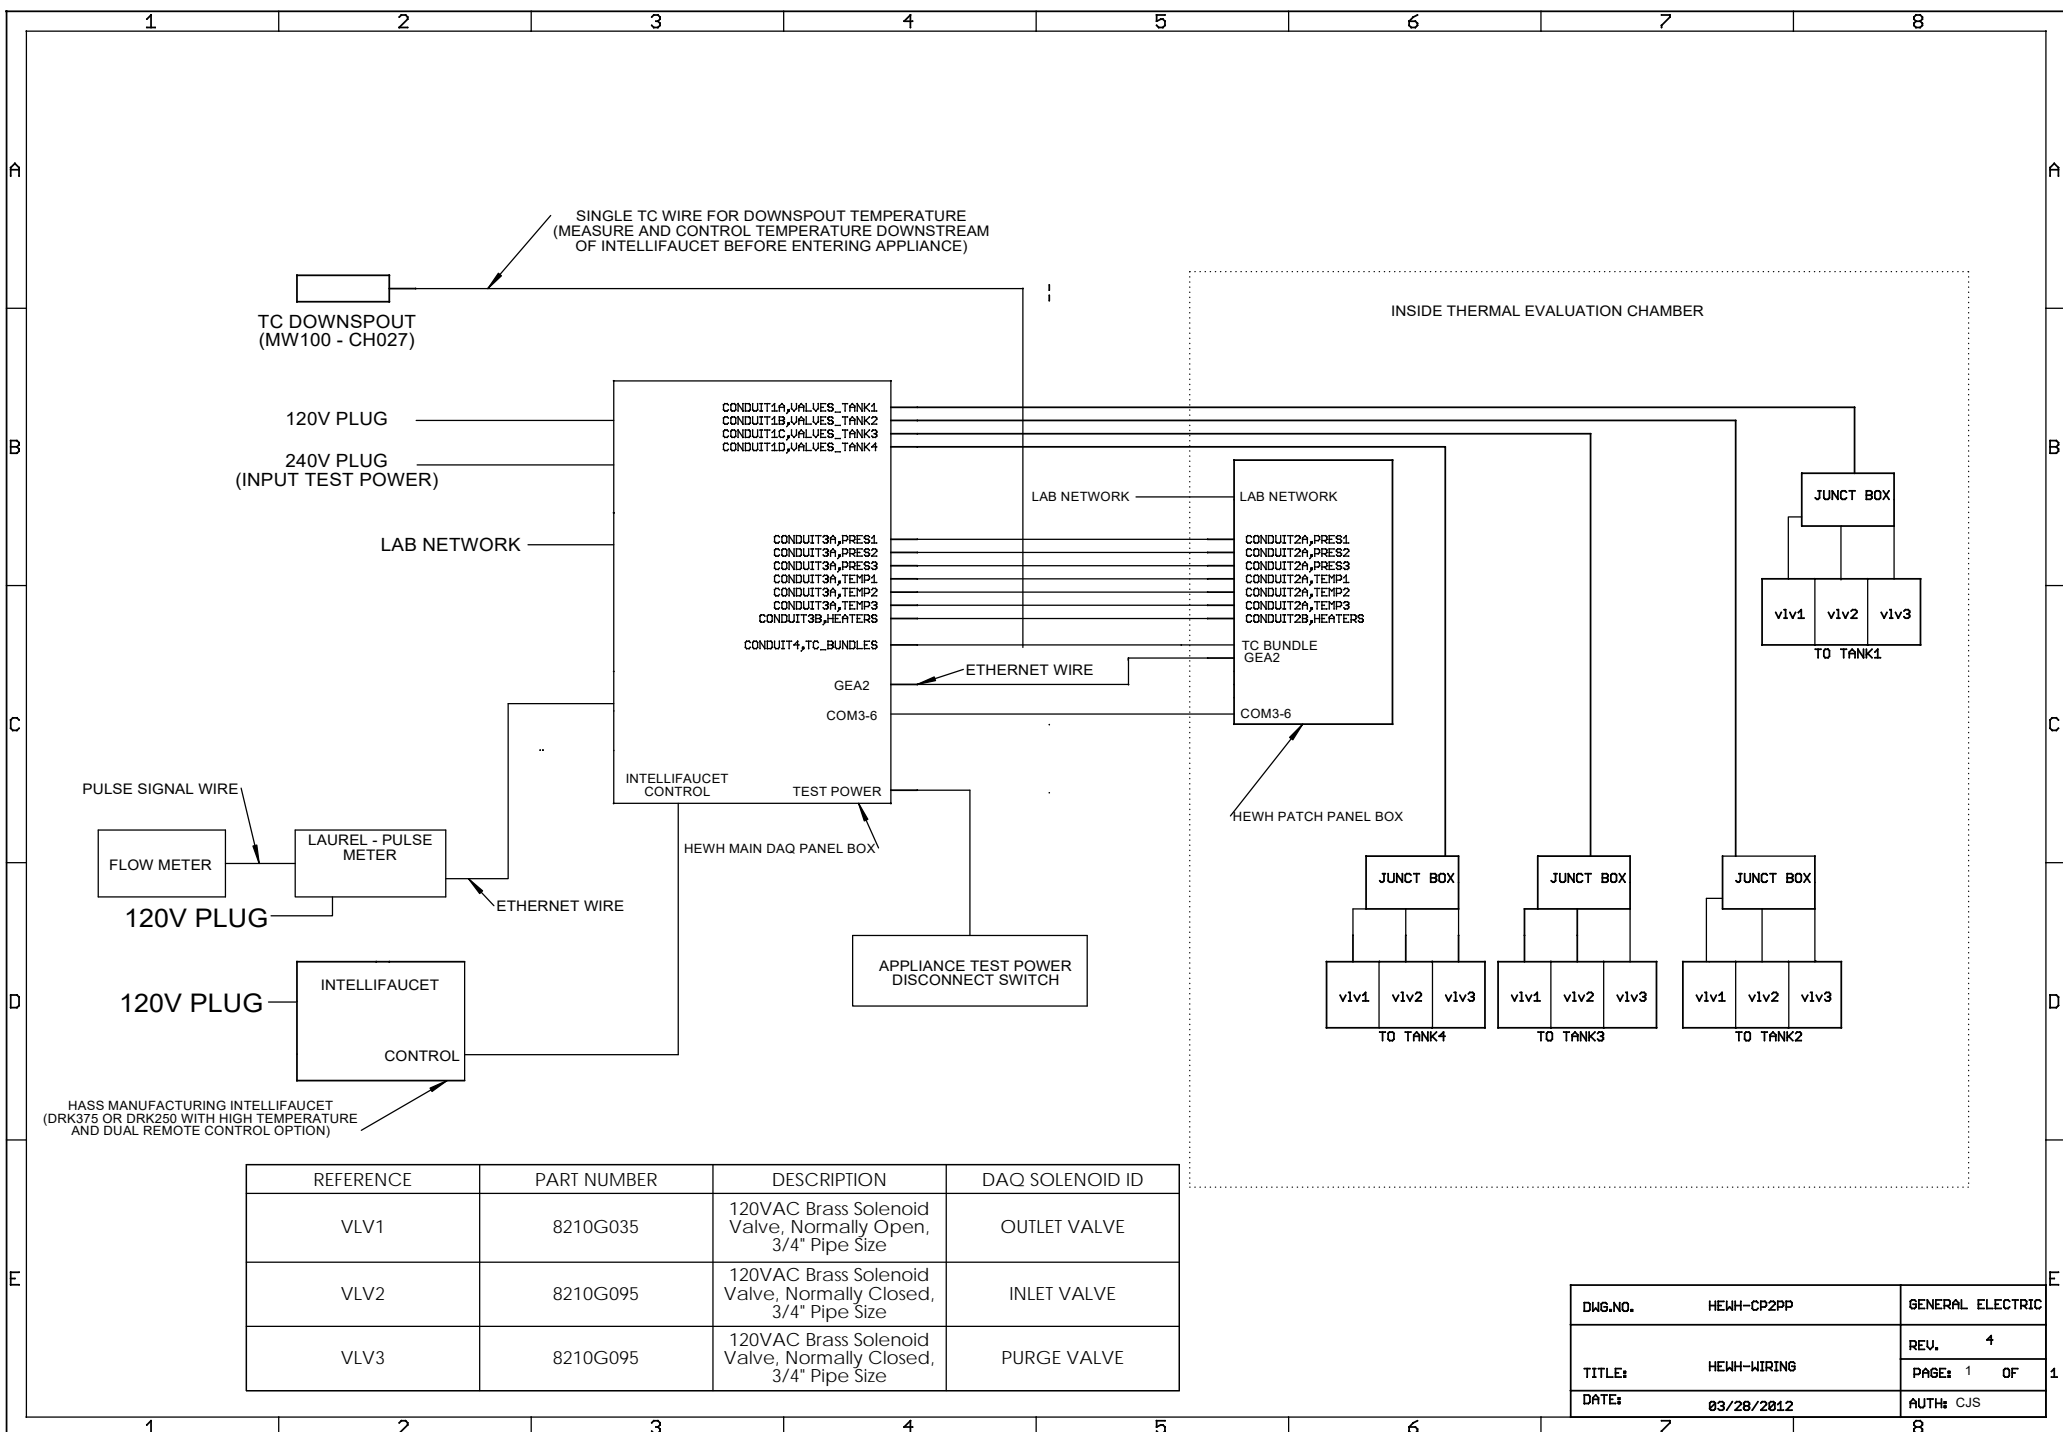 1 2 3 4 5 6 7 8
A A
SINGLE TC WIRE FOR DOWNSPOUT TEMPERATURE
(MEASURE AND CONTROL TEMPERATURE DOWNSTREAM
OF INTELLIFAUCET BEFORE ENTERING APPLIANCE)
TC DOWNSPOUT
(MW100 - CH027)
INSIDE THERMAL EVALUATION CHAMBER
B B
120V PLUG
240V PLUG
(INPUT TEST POWER)
LAB NETWORK
CONDUIT1A,VALVES_TANK1
CONDUIT1B,VALVES_TANK2
CONDUIT1C,VALVES_TANK3
CONDUIT1D,VALVES_TANK4
CONDUIT3A,PRES1
CONDUIT3A,PRES2
CONDUIT3A,PRES3
CONDUIT3A,TEMP1
CONDUIT3A,TEMP2
CONDUIT3A,TEMP3
CONDUIT3B,HEATERS
CONDUIT4,TC_BUNDLES
GEA2
COM3-6
INTELLIFAUCET
CONTROL
TEST POWER
HEWH MAIN DAQ PANEL BOX
ETHERNET WIRE
LAB NETWORK
LAB NETWORK
CONDUIT2A,PRES1
CONDUIT2A,PRES2
CONDUIT2A,PRES3
CONDUIT2A,TEMP1
CONDUIT2A,TEMP2
CONDUIT2A,TEMP3
CONDUIT2B,HEATERS
TC BUNDLE
GEA2
COM3-6
HEWH PATCH PANEL BOX
JUNCT BOX
vlv1 vlv2 vlv3
TO TANK1
C C
PULSE SIGNAL WIRE
FLOW METER
LAUREL - PULSE
METER
120V PLUG
ETHERNET WIRE
120V PLUG
INTELLIFAUCET
CONTROL
HASS MANUFACTURING INTELLIFAUCET
(DRK375 OR DRK250 WITH HIGH TEMPERATURE
AND DUAL REMOTE CONTROL OPTION)
APPLIANCE TEST POWER
DISCONNECT SWITCH
JUNCT BOX
vlv1 vlv2 vlv3
TO TANK4
JUNCT BOX
vlv1 vlv2 vlv3
TO TANK3
JUNCT BOX
vlv1 vlv2 vlv3
TO TANK2
D D
REFERENCE PART NUMBER DESCRIPTION DAQ SOLENOID ID
VLV1 8210G035 120VAC Brass Solenoid
Valve, Normally Open,
3/4" Pipe Size
OUTLET VALVE
VLV2 8210G095 120VAC Brass Solenoid
Valve, Normally Closed,
3/4" Pipe Size
INLET VALVE
VLV3 8210G095 120VAC Brass Solenoid
Valve, Normally Closed,
3/4" Pipe Size
PURGE VALVE
E E
DWG.NO. HEWH-CP2PP GENERAL ELECTRIC
REV. 4
TITLE: HEWH-WIRING PAGE: 1 OF 1
DATE: 03/28/2012 AUTH: CJS
1 2 3 4 5 6 7 8